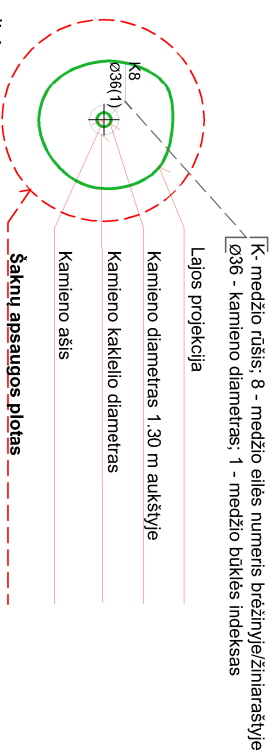 K- medžio rūšis; 8 - medžio eilės numeris brėžinyje/žiniaraštyje
Ø36 - kamieno diametras; 1 - medžio būklės indeksas
K8
Ø36(1)
Lajos projekcija
Kamieno diametras 1.30 m aukštyje
Kamieno kaklelio diametras
Kamieno ašis
Šaknų apsaugos plotas